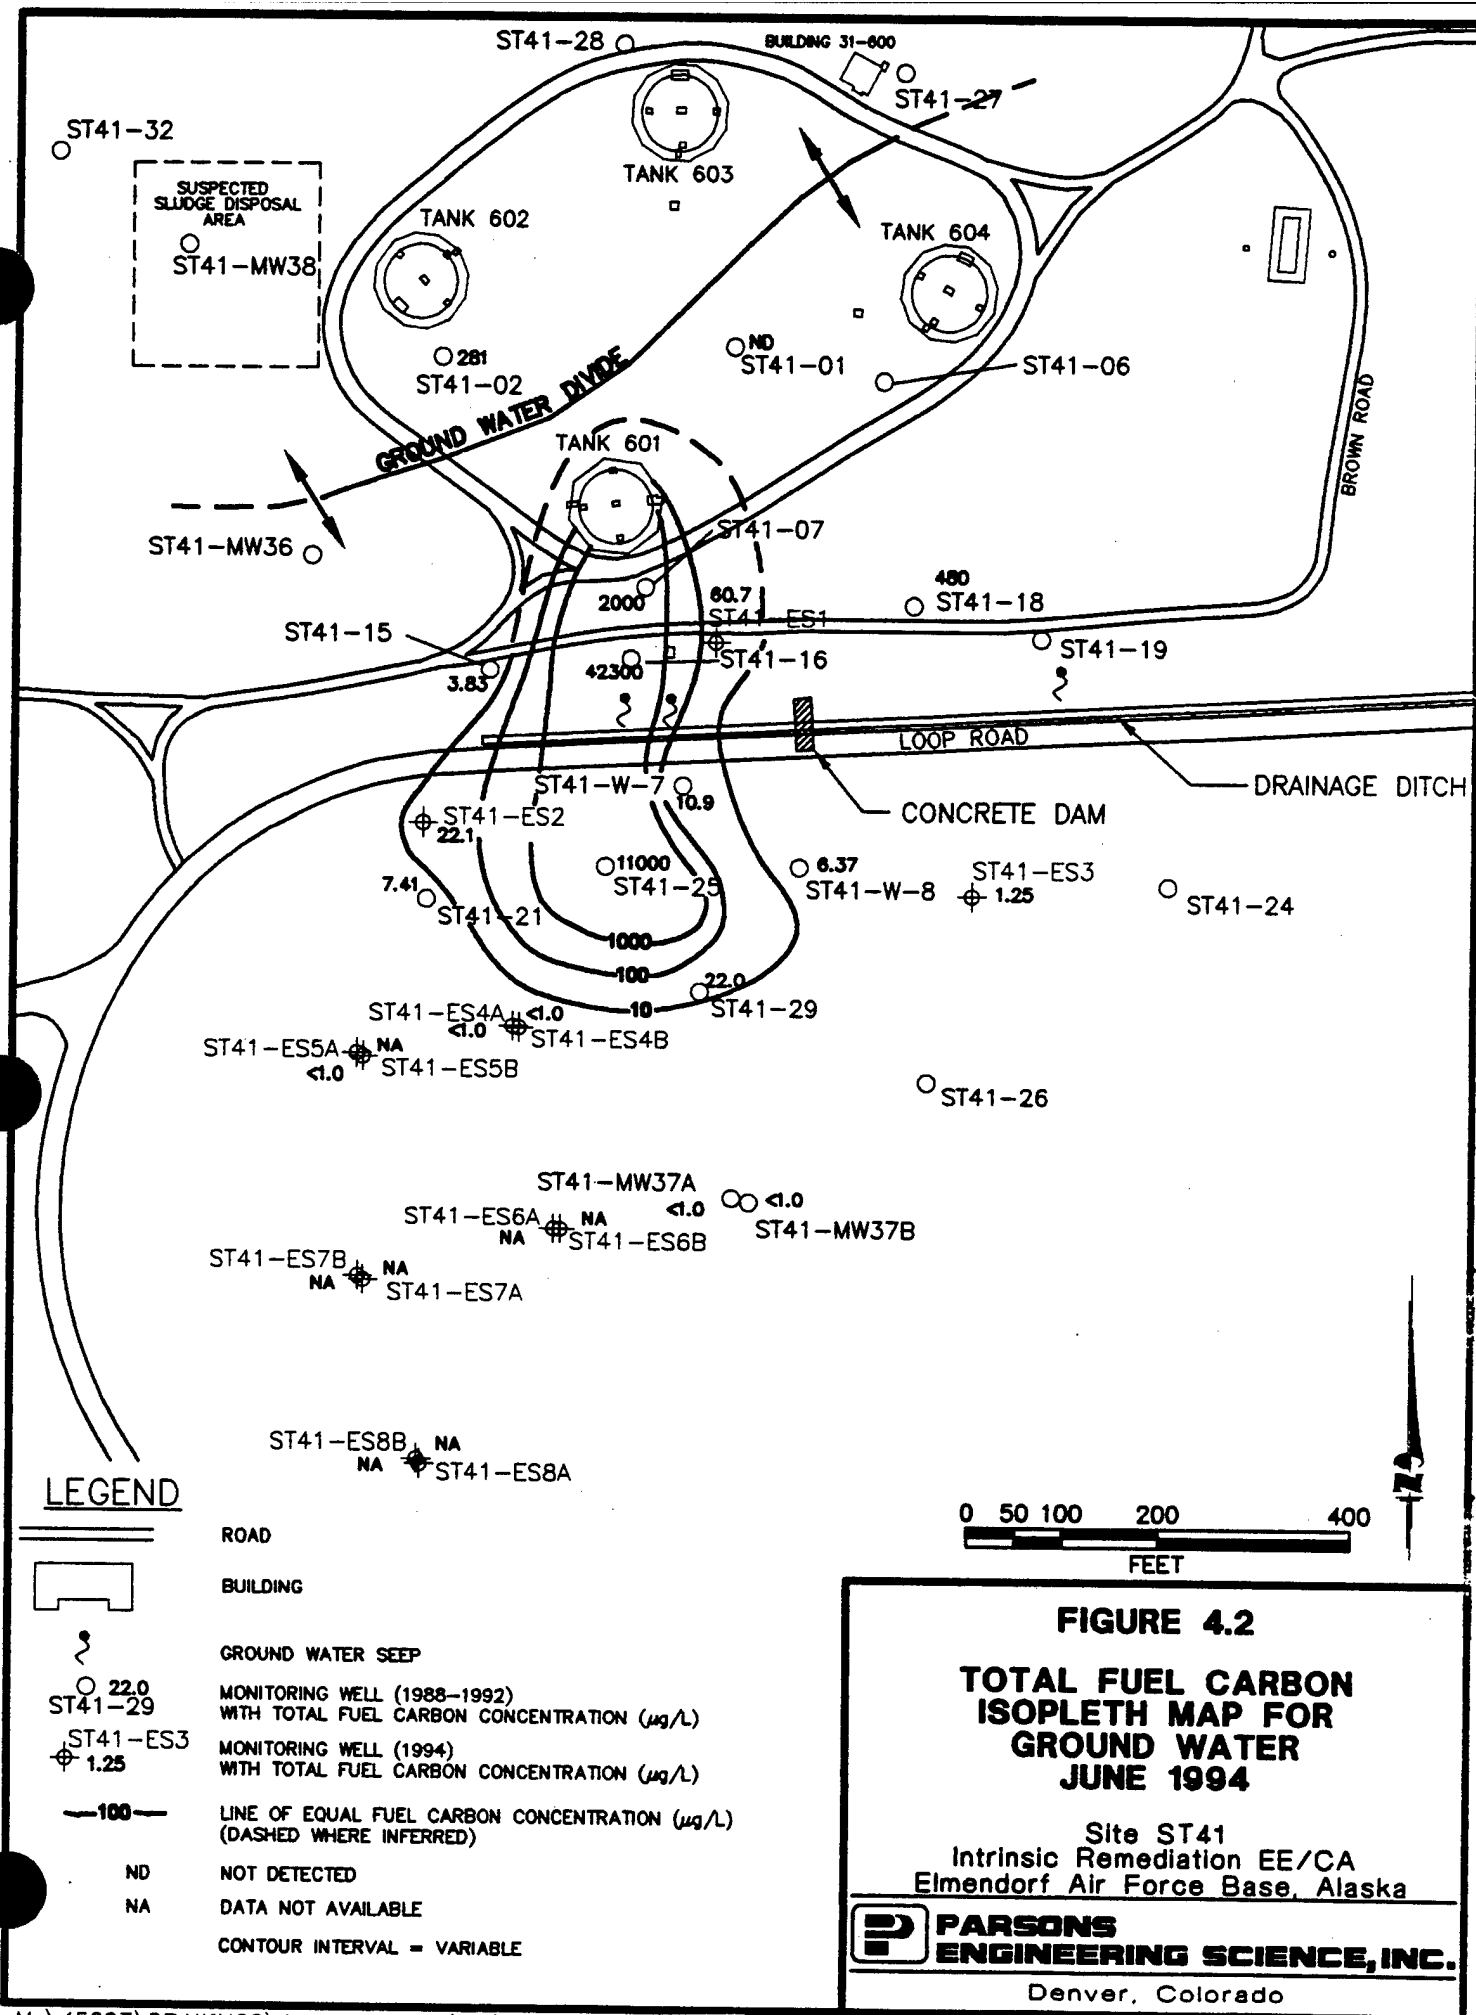 ST41-28
BUILDING 31-600
ST41-27
ST41-32
TANK 603
SUSPECTED
SLUDGE DISPOSAL
AREA
ST41-MW38
TANK 602
TANK 604
ND
ST41-01
281
ST41-02
ST41-06
GROUND WATER DIVIDE
BROWN ROAD
TANK 601
ST41-07
ST41-MW36
2000
60.7
ST41-ES1
480
ST41-18
ST41-15
3.83
42300
ST41-16
ST41-19
LOOP ROAD
DRAINAGE DITCH
ST41-W-7
10.9
CONCRETE DAM
ST41-ES2
22.1
11000
ST41-25
6.37
ST41-W-8
ST41-ES3
1.25
ST41-24
7.41
ST41-21
1000
100
10
22.0
ST41-29
ST41-ES4A
<1.0
<1.0
ST41-ES4B
ST41-ES5A
NA
<1.0
ST41-ES5B
ST41-26
ST41-MW37A
<1.0
<1.0
ST41-MW37B
ST41-ES6A
NA
NA
ST41-ES6B
ST41-ES7B
NA
NA
ST41-ES7A
ST41-ES8B
NA
NA
ST41-ES8A
LEGEND
ROAD
BUILDING
GROUND WATER SEEP
22.0
ST41-29
MONITORING WELL (1988-1992)
WITH TOTAL FUEL CARBON CONCENTRATION (µg/L)
ST41-ES3
1.25
MONITORING WELL (1994)
WITH TOTAL FUEL CARBON CONCENTRATION (µg/L)
100
LINE OF EQUAL FUEL CARBON CONCENTRATION (µg/L)
(DASHED WHERE INFERRED)
ND NOT DETECTED
NA DATA NOT AVAILABLE
CONTOUR INTERVAL = VARIABLE
0 50 100 200 400
FEET
N
FIGURE 4.2
TOTAL FUEL CARBON
ISOPLETH MAP FOR
GROUND WATER
JUNE 1994
Site ST41
Intrinsic Remediation EE/CA
Elmendorf Air Force Base, Alaska
PARSONS
ENGINEERING SCIENCE, INC.
Denver, Colorado